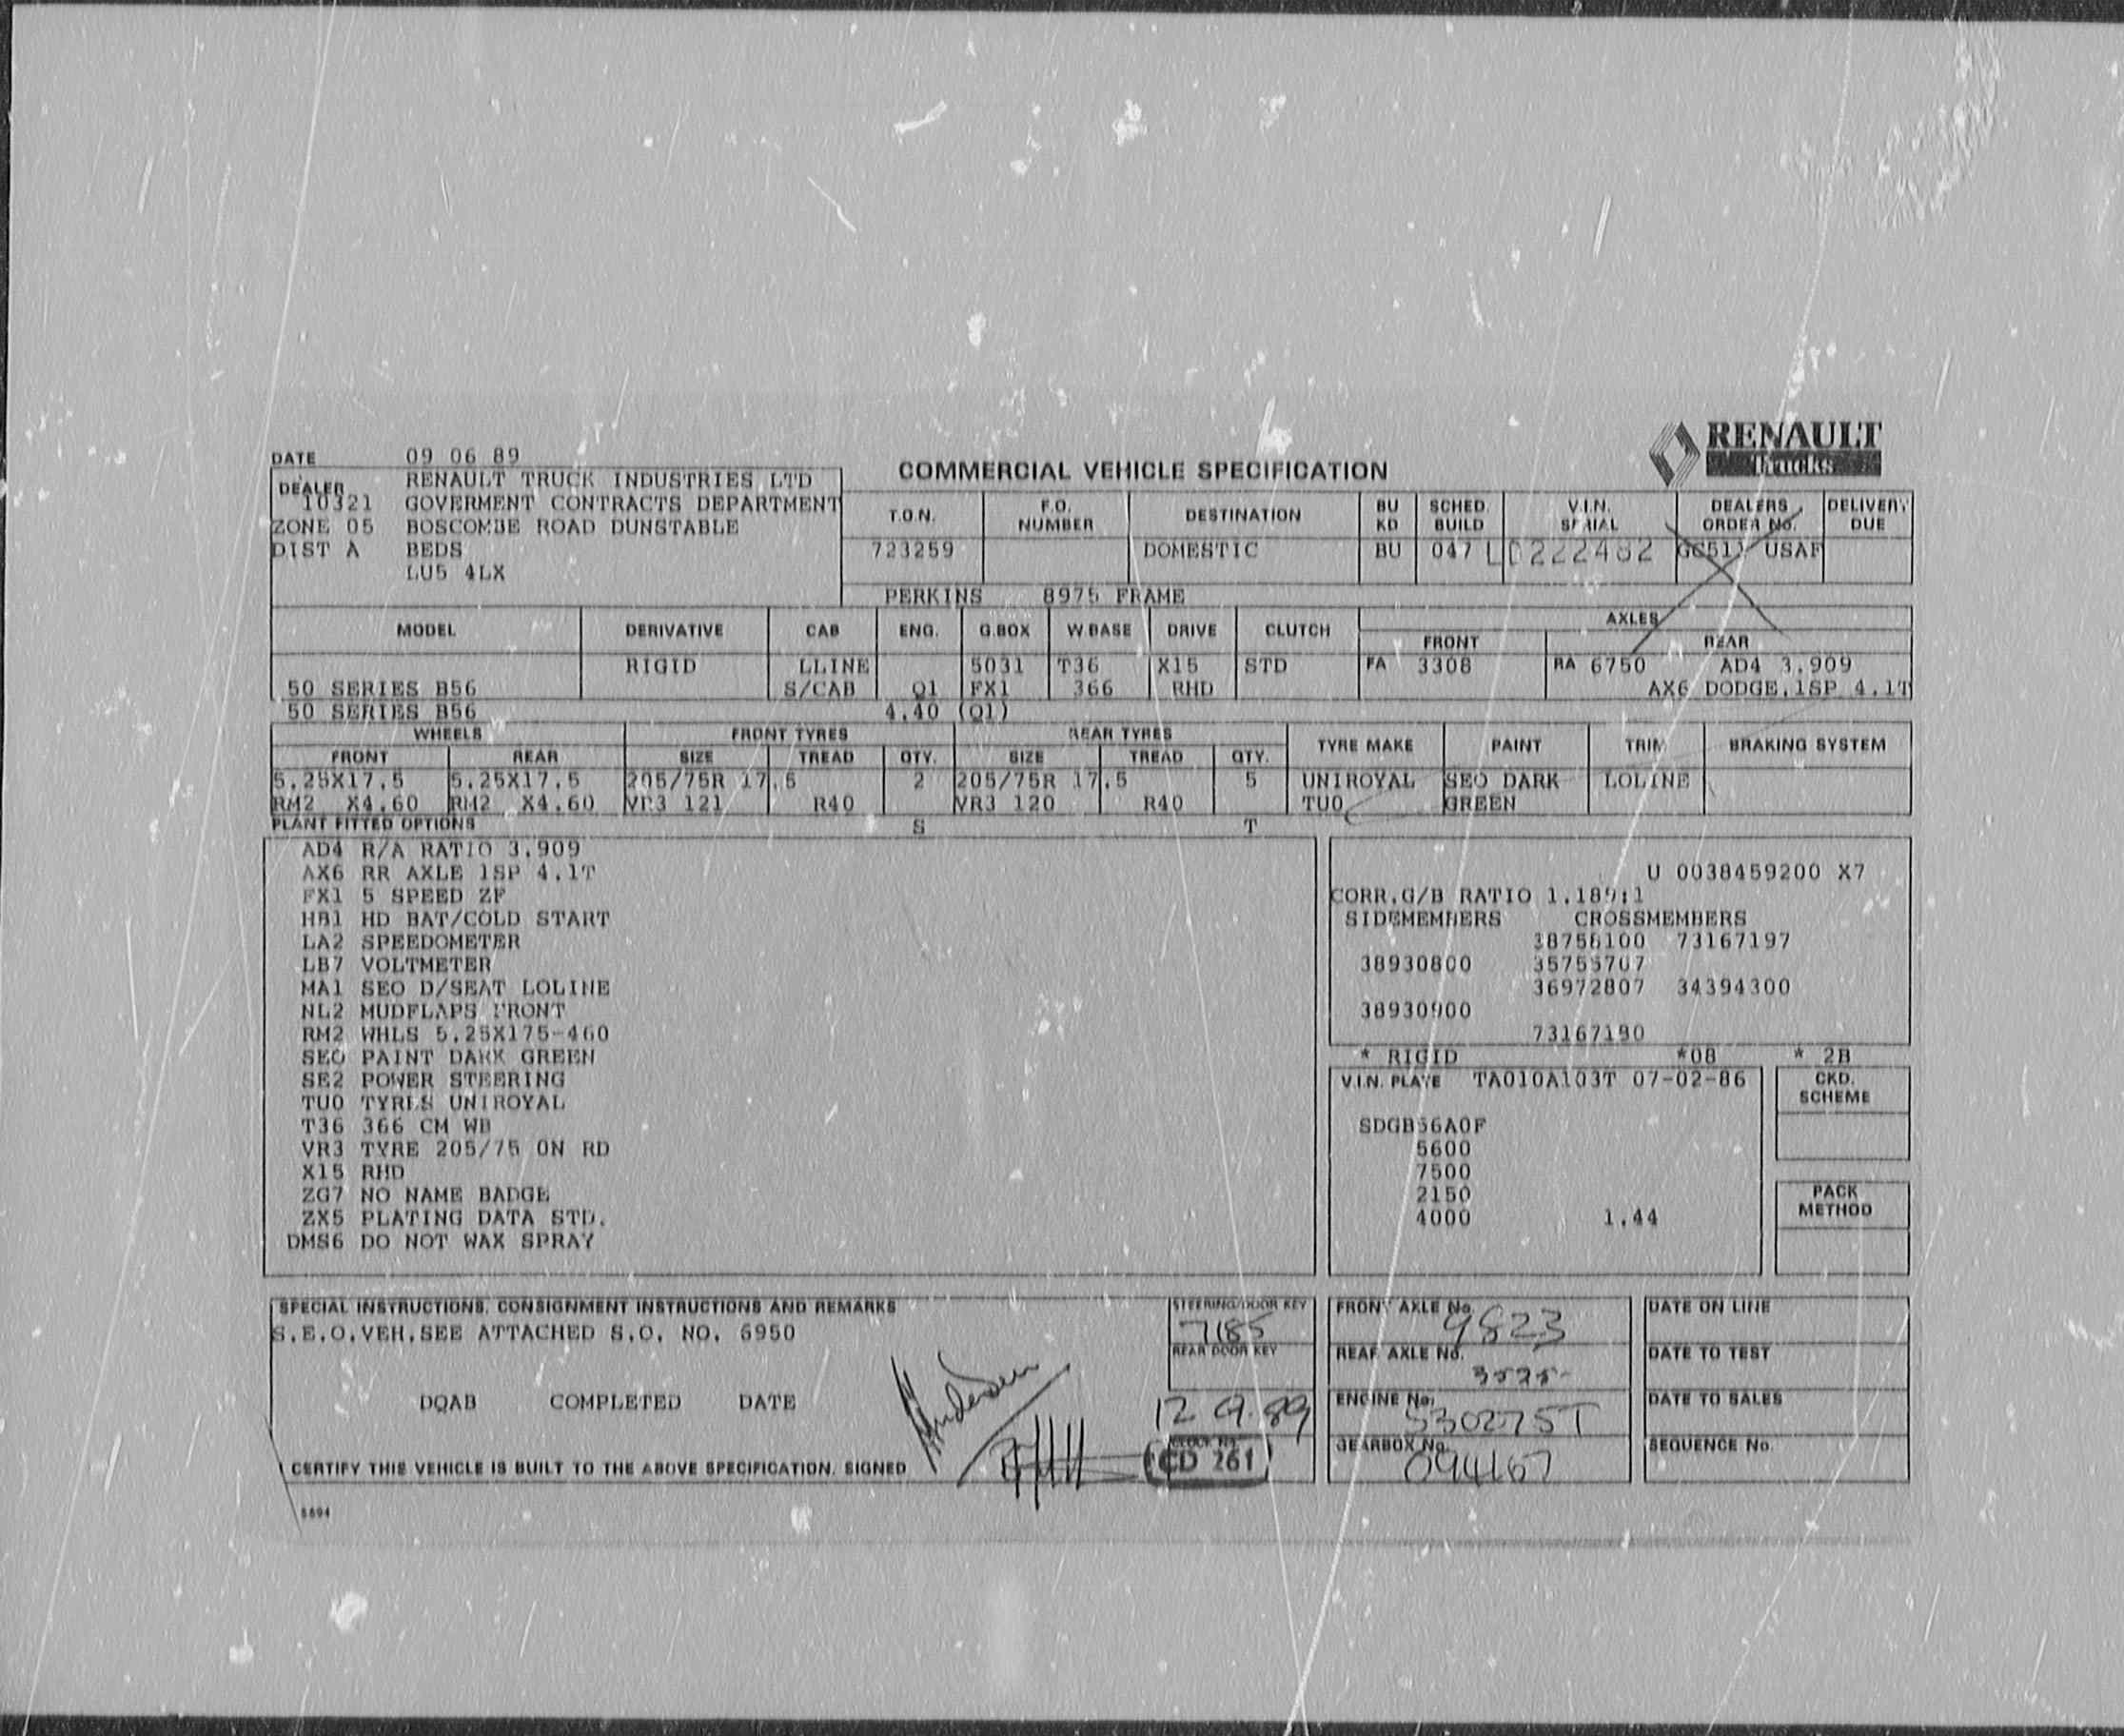 RENAULT
Trucks
DATE 09 06 89
COMMERCIAL VEHICLE SPECIFICATION
DEALER RENAULT TRUCK INDUSTRIES LTD
10321 GOVERMENT CONTRACTS DEPARTMENT
ZONE 05 BOSCOMBE ROAD DUNSTABLE
DIST A BEDS
LU5 4LX
T.O.N. F.O. NUMBER DESTINATION BU KD SCHED. BUILD V.I.N. SERIAL DEALERS ORDER No. DELIVERY DUE
723259 DOMESTIC BU 047 L0222482 USAF
PERKINS 8975 FRAME
MODEL DERIVATIVE CAB ENG. G.BOX W.BASE DRIVE CLUTCH AXLES
FRONT REAR
RIGID LLINE 5031 T36 X15 STD FA 3308 RA 6750 AD4 3.909
50 SERIES B56 S/CAB Q1 FX1 366 RHD AX6 DODGE,1SP 4.1T
50 SERIES B56 4.40 (Q1)
WHEELS FRONT TYRES REAR TYRES TYRE MAKE PAINT TRIM BRAKING SYSTEM
FRONT REAR SIZE TREAD QTY. SIZE TREAD QTY.
5.25X17.5 5.25X17.5 205/75R 17.5 2 205/75R 17.5 5 UNIROYAL SEO DARK LOLINE
RM2 X4.60 RM2 X4.60 VR3 121 R40 VR3 120 R40 TU0 GREEN
PLANT FITTED OPTIONS S T
AD4 R/A RATIO 3.909
AX6 RR AXLE 1SP 4.1T
FX1 5 SPEED ZF
HB1 HD BAT/COLD START
LA2 SPEEDOMETER
LB7 VOLTMETER
MA1 SEO D/SEAT LOLINE
NL2 MUDFLAPS FRONT
RM2 WHLS 5.25X175-460
SEO PAINT DARK GREEN
SE2 POWER STEERING
TU0 TYRES UNIROYAL
T36 366 CM WB
VR3 TYRE 205/75 ON RD
X15 RHD
ZG7 NO NAME BADGE
ZX5 PLATING DATA STD.
DMS6 DO NOT WAX SPRAY
U 0038459200 X7
CORR.G/B RATIO 1.189:1
SIDEMEMBERS CROSSMEMBERS
38756100 73167197
38930800 35755707
36972807 34394300
38930900
73167190
* RIGID *08 * 2B
V.I.N. PLATE TA010A103T 07-02-86
CKD. SCHEME
SDGB56A0F
5600
7500
2150
4000 1.44
PACK METHOD
SPECIAL INSTRUCTIONS, CONSIGNMENT INSTRUCTIONS AND REMARKS
S.E.O.VEH.SEE ATTACHED S.O. NO. 6950
DQAB COMPLETED DATE
I CERTIFY THIS VEHICLE IS BUILT TO THE ABOVE SPECIFICATION. SIGNED
STEERING/DOOR KEY
7185
REAR DOOR KEY
12 9.89
CLOCK No.
CD 261
FRONT AXLE No. 9823
REAR AXLE No. 3525
ENGINE No. 530275T
GEARBOX No. 094167
DATE ON LINE
DATE TO TEST
DATE TO SALES
SEQUENCE No.
5694